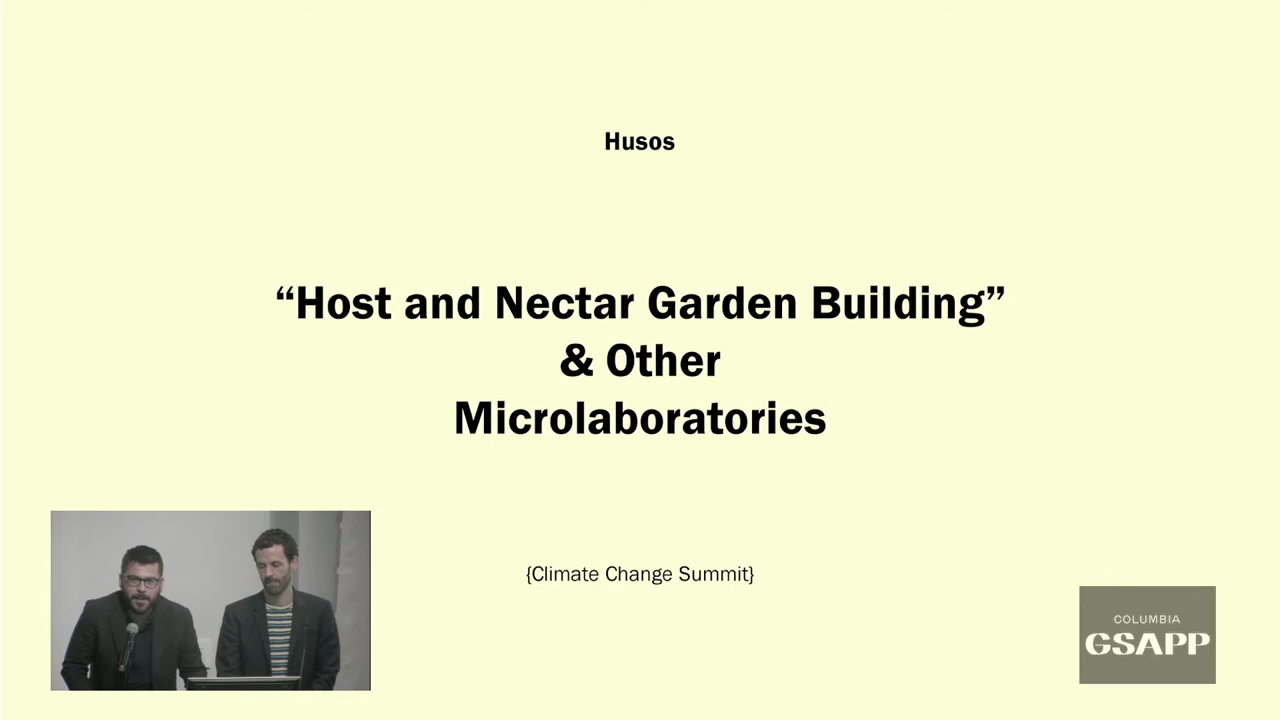 Husos
“Host and Nectar Garden Building”
& Other
Microlaboratories
{Climate Change Summit}
COLUMBIA
GSAPP